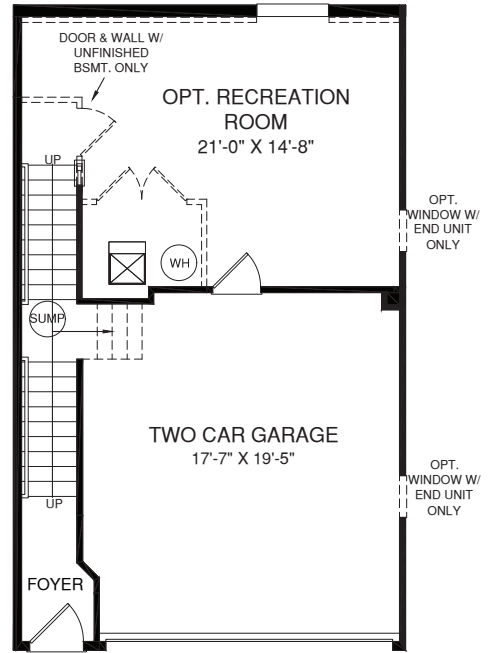 DOOR & WALL W/
UNFINISHED
BSMT. ONLY
OPT. RECREATION
ROOM
21'-0" X 14'-8"
UP
OPT.
WINDOW W/
END UNIT
ONLY
WH
SUMP
TWO CAR GARAGE
17'-7" X 19'-5"
OPT.
WINDOW W/
END UNIT
ONLY
UP
FOYER